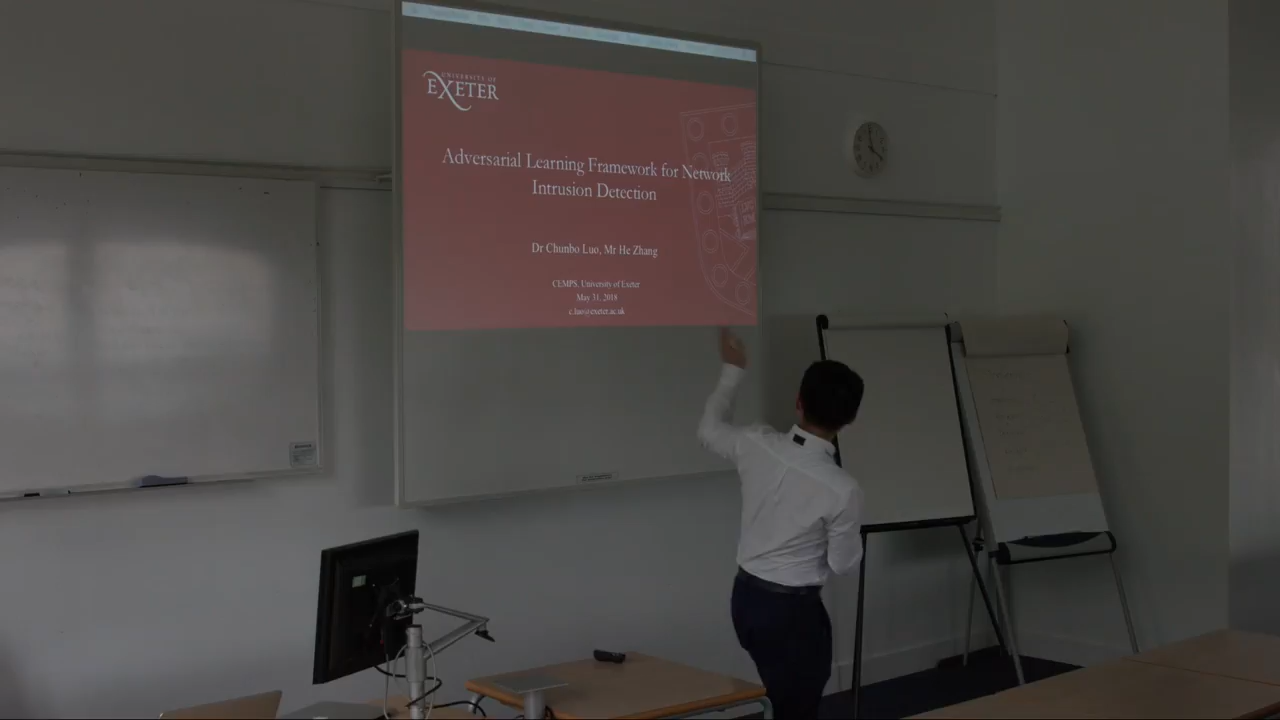 UNIVERSITY OF
EXETER
Adversarial Learning Framework for Network
Intrusion Detection
Dr Chunbo Luo, Mr He Zhang
CEMPS, University of Exeter
May 31, 2018
c.luo@exeter.ac.uk